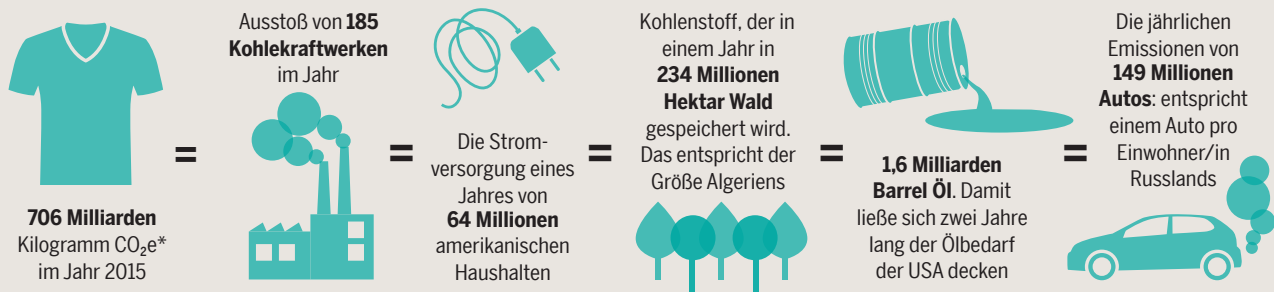 706 Milliarden
Kilogramm CO₂e*
im Jahr 2015
=
Ausstoß von 185
Kohlekraftwerken
im Jahr
=
Die Strom-
versorgung eines
Jahres von
64 Millionen
amerikanischen
Haushalten
=
Kohlenstoff, der in
einem Jahr in
234 Millionen
Hektar Wald
gespeichert wird.
Das entspricht der
Größe Algeriens
=
1,6 Milliarden
Barrel Öl. Damit
ließe sich zwei Jahre
lang der Ölbedarf
der USA decken
=
Die jährlichen
Emissionen von
149 Millionen
Autos: entspricht
einem Auto pro
Einwohner/in
Russlands